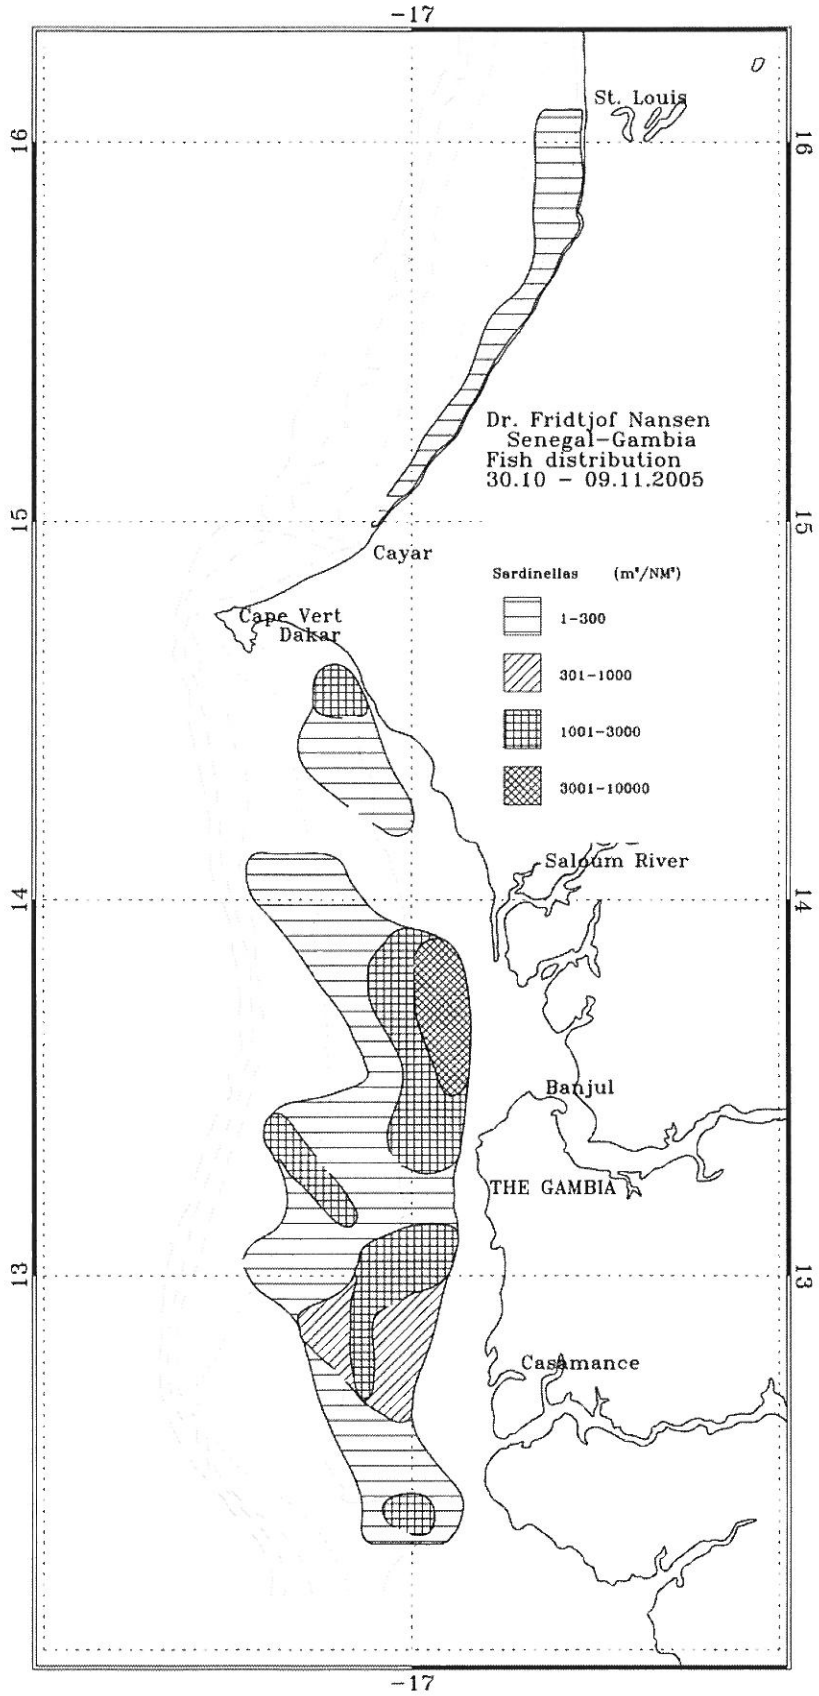 -17
St. Louis
16
16
Dr. Fridtjof Nansen
Senegal-Gambia
Fish distribution
30.10 - 09.11.2005
15
15
Cayar
Sardinellas (m²/NM²)
Cape Vert
Dakar
1-300
301-1000
1001-3000
3001-10000
Saloum River
14
14
Banjul
THE GAMBIA
13
13
Casamance
-17